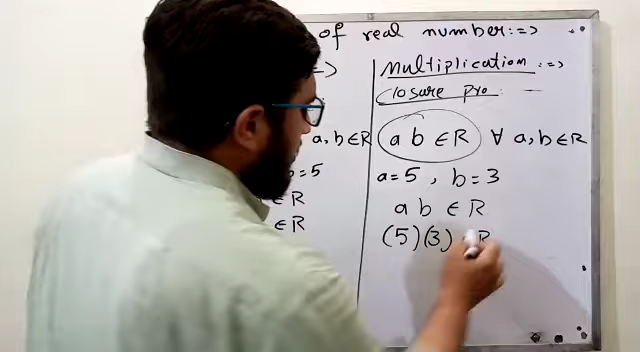 of real number:=>
=>
Multiplication :=>
closure pro.
a, b ∈ R
a b ∈ R ∀ a, b ∈ R
b = 5
a = 5 , b = 3
∈ R
a b ∈ R
∈ R
(5)(3) R